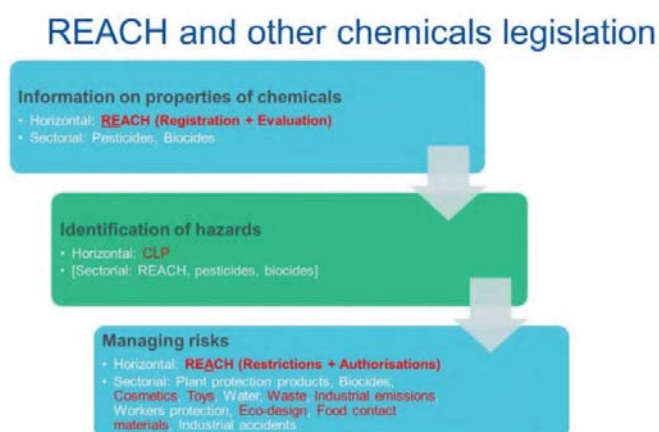 REACH and other chemicals legislation
Information on properties of chemicals
• Horizontal: REACH (Registration + Evaluation)
• Sectorial: Pesticides, Biocides
Identification of hazards
• Horizontal: CLP
• [Sectorial: REACH, pesticides, biocides]
Managing risks
• Horizontal: REACH (Restrictions + Authorisations)
• Sectorial: Plant protection products, Biocides,
Cosmetics, Toys, Water, Waste, Industrial emissions,
Workers protection, Eco-design, Food contact
materials, Industrial accidents